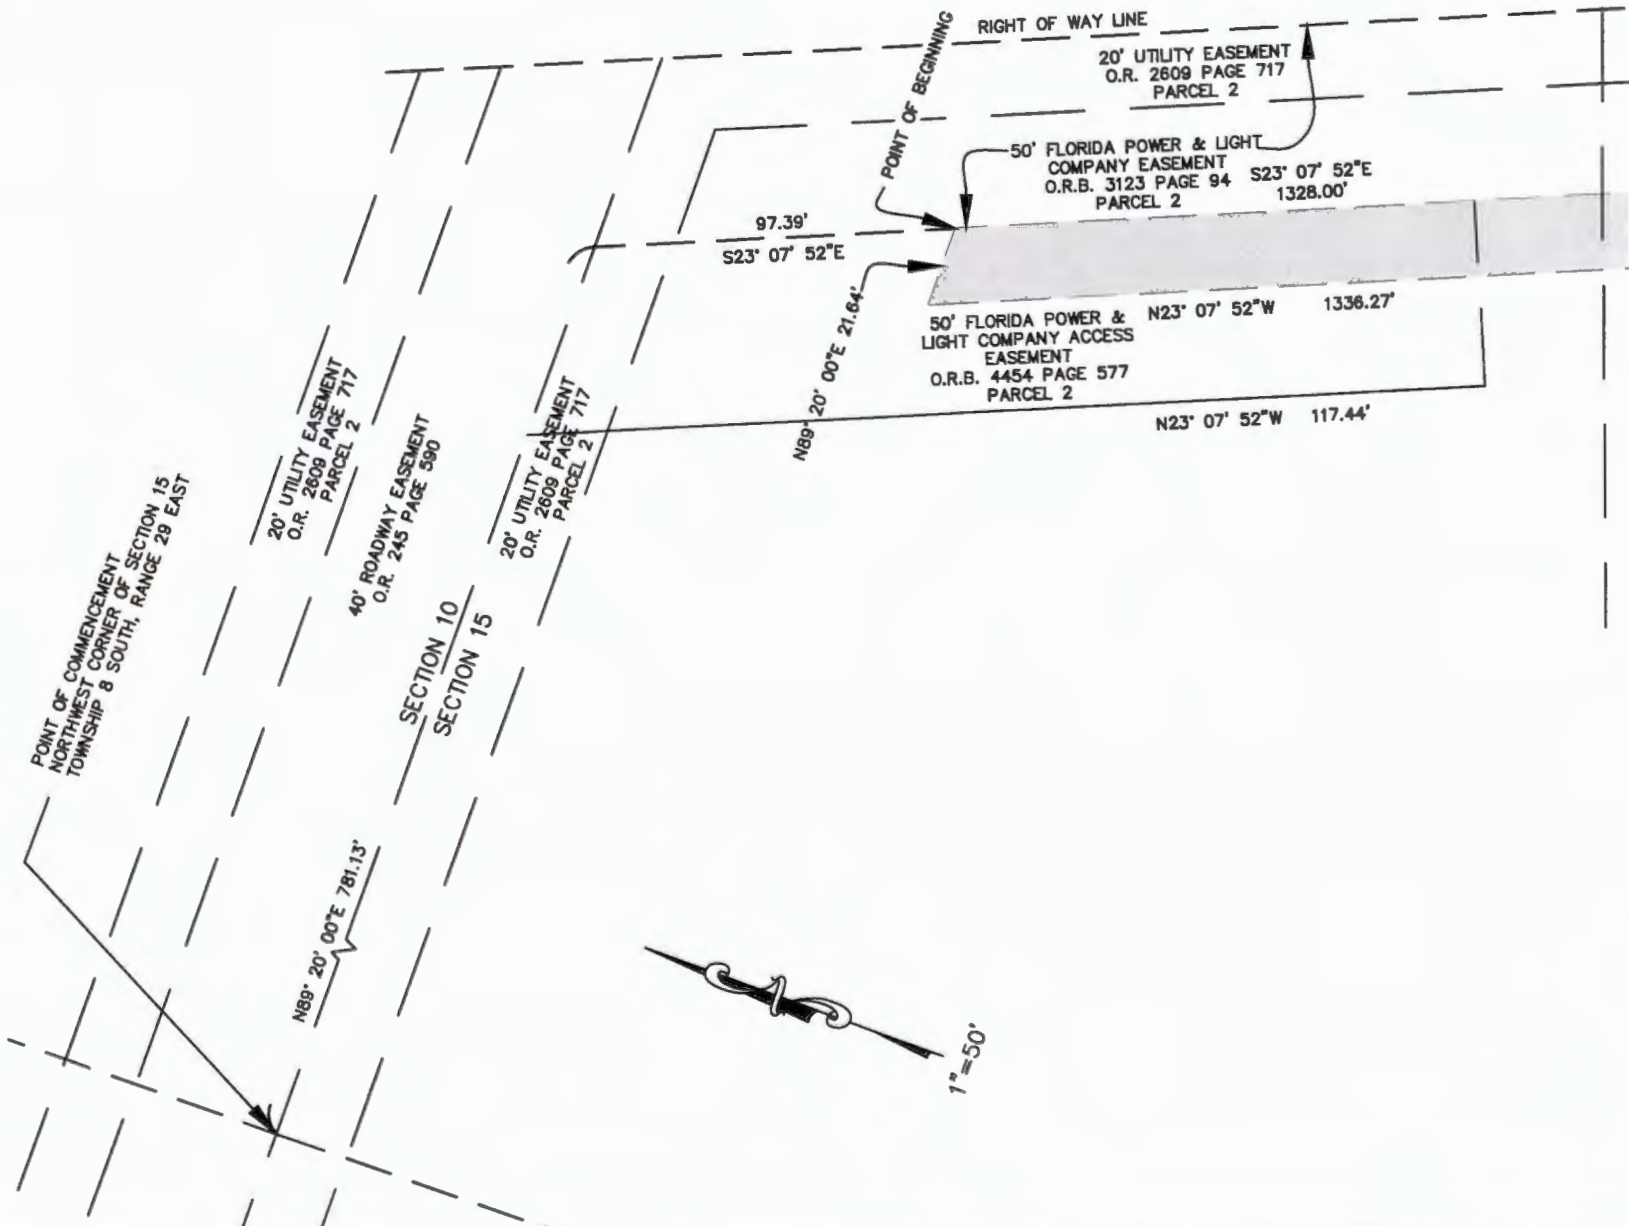 RIGHT OF WAY LINE
20' UTILITY EASEMENT
O.R. 2609 PAGE 717
PARCEL 2
POINT OF BEGINNING
50' FLORIDA POWER & LIGHT
COMPANY EASEMENT
O.R.B. 3123 PAGE 94
PARCEL 2
S23° 07' 52"E
1328.00'
97.39'
S23° 07' 52"E
N89° 20' 00"E 21.64'
50' FLORIDA POWER &
LIGHT COMPANY ACCESS
EASEMENT
O.R.B. 4454 PAGE 577
PARCEL 2
N23° 07' 52"W 1336.27'
N23° 07' 52"W 117.44'
20' UTILITY EASEMENT
O.R. 2609 PAGE 717
PARCEL 2
40' ROADWAY EASEMENT
O.R. 245 PAGE 590
20' UTILITY EASEMENT
O.R. 2609 PAGE 717
PARCEL 2
SECTION 10
SECTION 15
POINT OF COMMENCEMENT
NORTHWEST CORNER OF SECTION 15
TOWNSHIP 8 SOUTH, RANGE 29 EAST
N89° 20' 00"E 781.13'
1"=50'